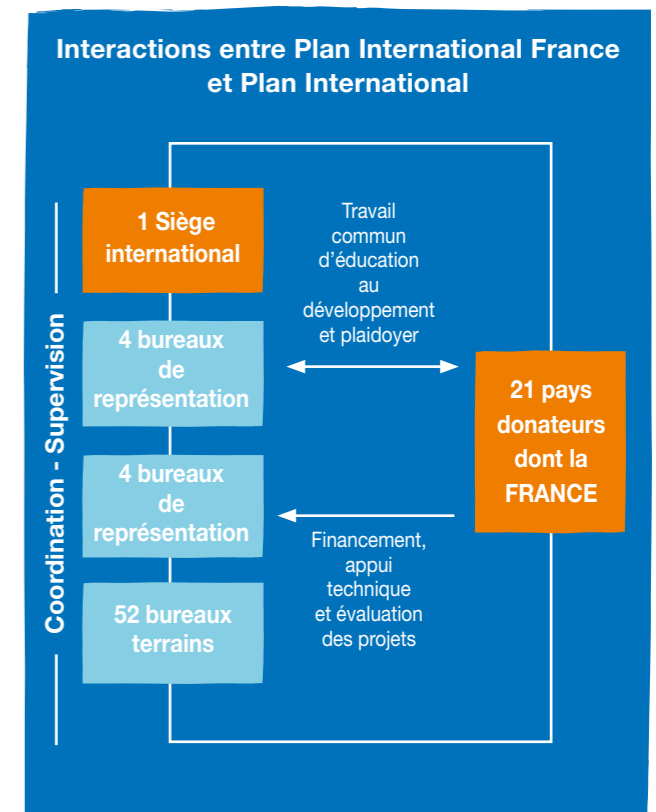 Interactions entre Plan International France
et Plan International
Coordination - Supervision
1 Siège
international
4 bureaux
de
représentation
4 bureaux
de
représentation
52 bureaux
terrains
Travail
commun
d'éducation
au
développement
et plaidoyer
Financement,
appui
technique
et évaluation
des projets
21 pays
donateurs
dont la
FRANCE